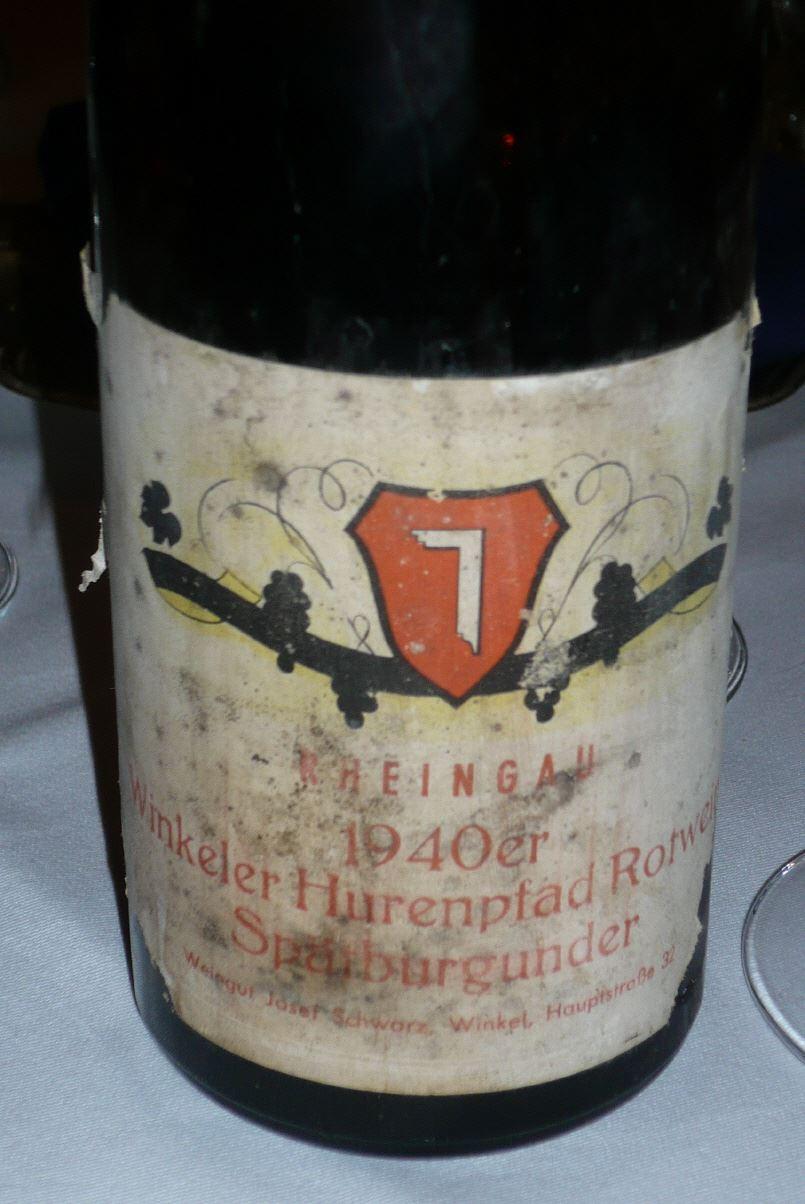 RHEINGAU
1940er
Winkeler Hurenpfad Rotwein
Spätburgunder
Weingut Josef Schwarz, Winkel, Hauptstraße 32